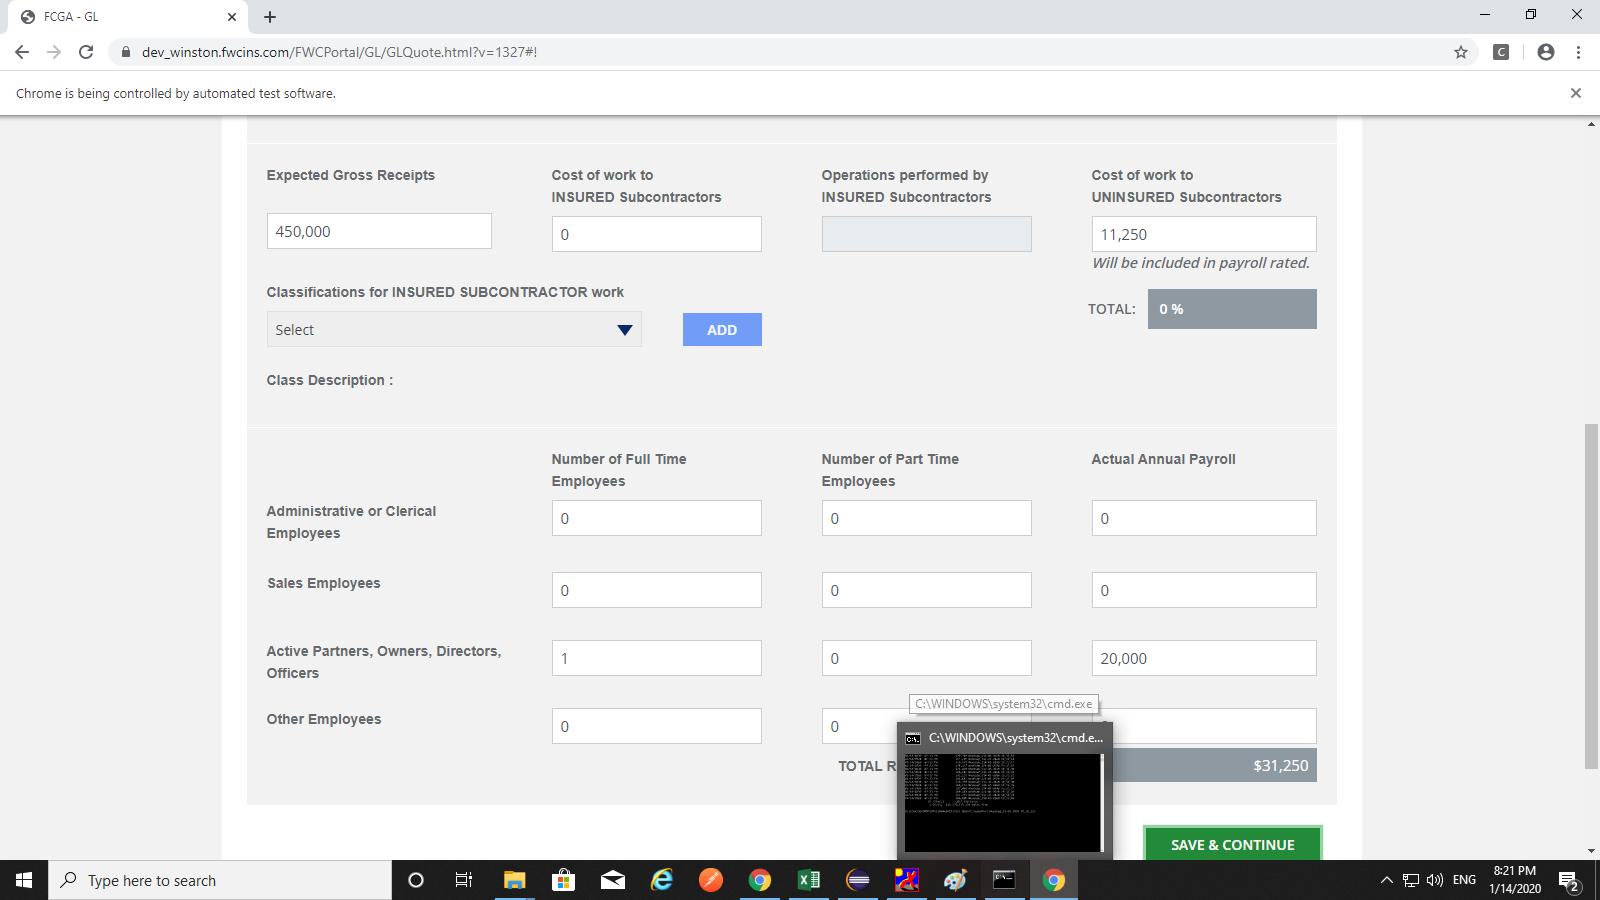 FCGA - GL
dev_winston.fwcins.com/FWCPortal/GL/GLQuote.html?v=1327#!
C
Chrome is being controlled by automated test software.
Expected Gross Receipts
Cost of work to
INSURED Subcontractors
Operations performed by
INSURED Subcontractors
Cost of work to
UNINSURED Subcontractors
450,000
0
11,250
Will be included in payroll rated.
Classifications for INSURED SUBCONTRACTOR work
TOTAL:
0 %
Select
ADD
Class Description :
Number of Full Time
Employees
Number of Part Time
Employees
Actual Annual Payroll
Administrative or Clerical
Employees
0
0
0
Sales Employees
0
0
0
Active Partners, Owners, Directors,
Officers
1
0
20,000
C:\WINDOWS\system32\cmd.exe
Other Employees
0
0
C:\WINDOWS\system32\cmd.e...
TOTAL R
$31,250
SAVE & CONTINUE
Type here to search
ENG
8:21 PM
1/14/2020
2